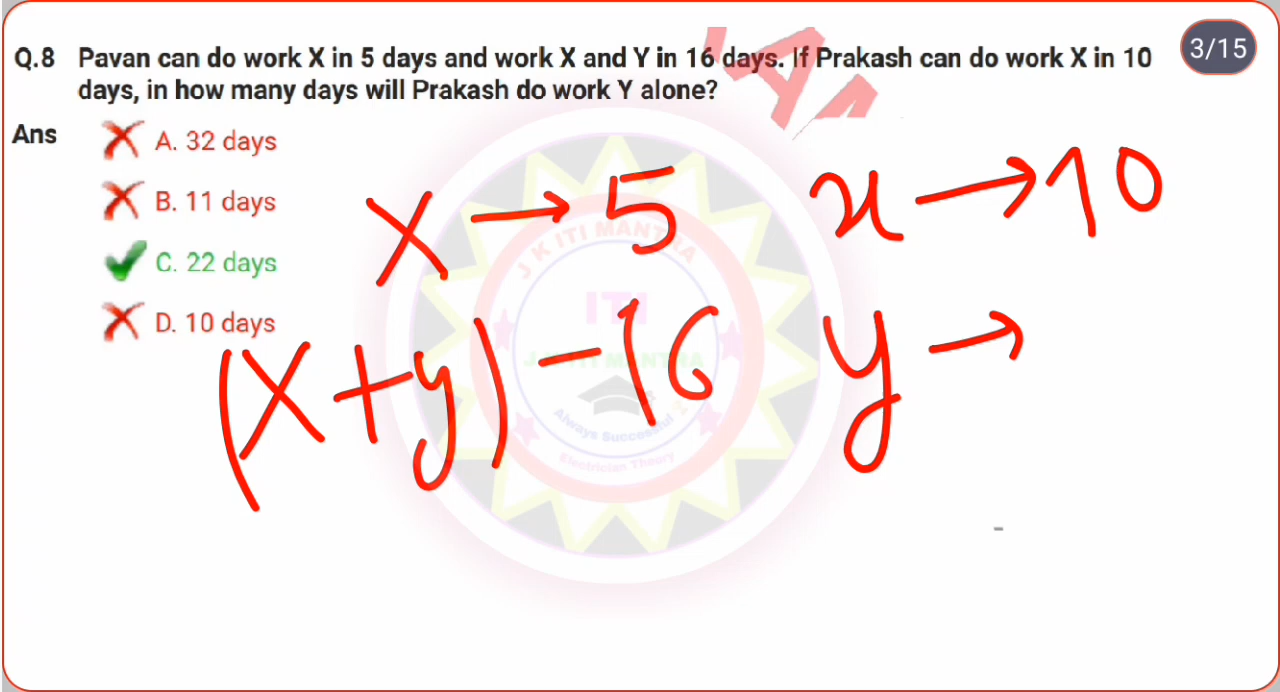 3/15
Q.8 Pavan can do work X in 5 days and work X and Y in 16 days. If Prakash can do work X in 10
days, in how many days will Prakash do work Y alone?
Ans
A. 32 days
B. 11 days
C. 22 days
D. 10 days
x → 5
x → 10
(x+y) - 16
y →
J K ITI MANTRA
ITI
J K ITI MANTRA
Always Successful
Electrician Theory